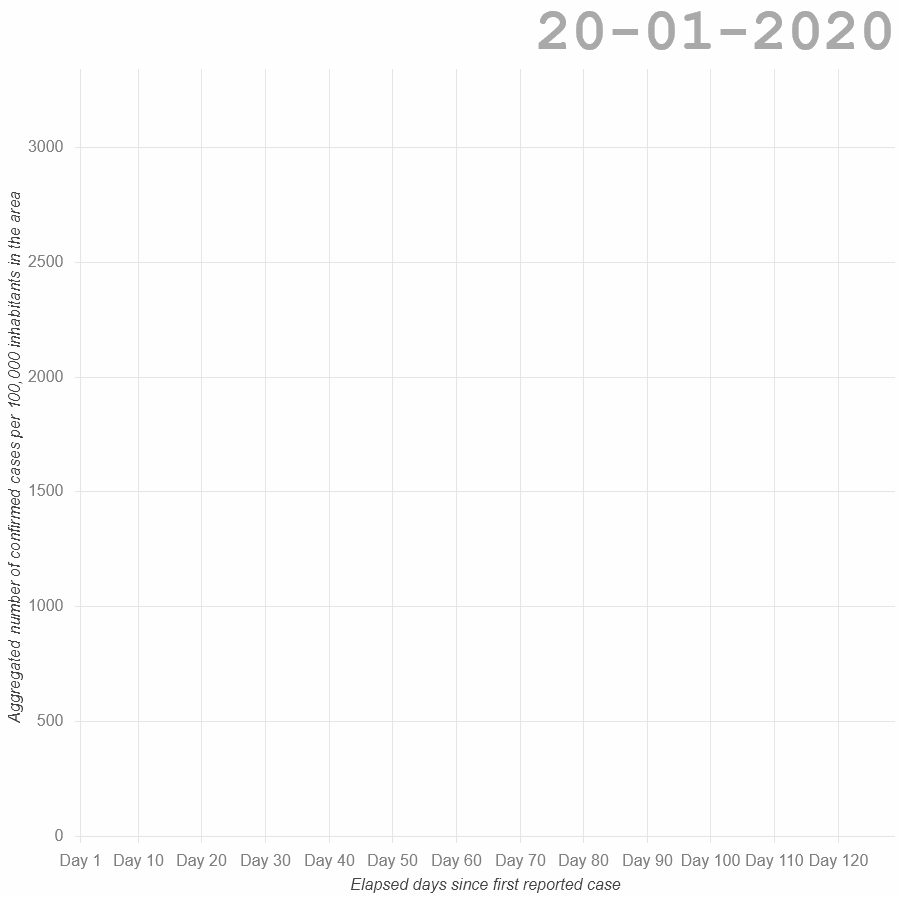 20-01-2020
3000
2500
2000
1500
1000
500
0
Aggregated number of confirmed cases per 100,000 inhabitants in the area
Day 1 Day 10 Day 20 Day 30 Day 40 Day 50 Day 60 Day 70 Day 80 Day 90 Day 100 Day 110 Day 120
Elapsed days since first reported case